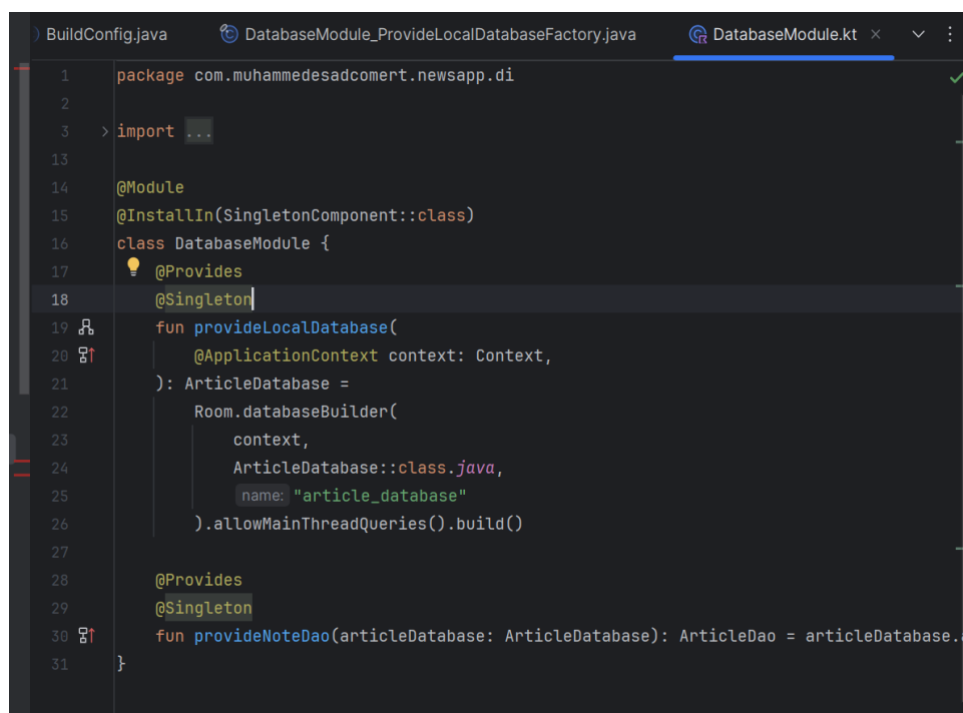 BuildConfig.java DatabaseModule_ProvideLocalDatabaseFactory.java DatabaseModule.kt
1 package com.muhammedesadcomert.newsapp.di
2
3 import ...
13
14 @Module
15 @InstallIn(SingletonComponent::class)
16 class DatabaseModule {
17 @Provides
18 @Singleton
19 fun provideLocalDatabase(
20 @ApplicationContext context: Context,
21 ): ArticleDatabase =
22 Room.databaseBuilder(
23 context,
24 ArticleDatabase::class.java,
25 name: "article_database"
26 ).allowMainThreadQueries().build()
27
28 @Provides
29 @Singleton
30 fun provideNoteDao(articleDatabase: ArticleDatabase): ArticleDao = articleDatabase.
31 }